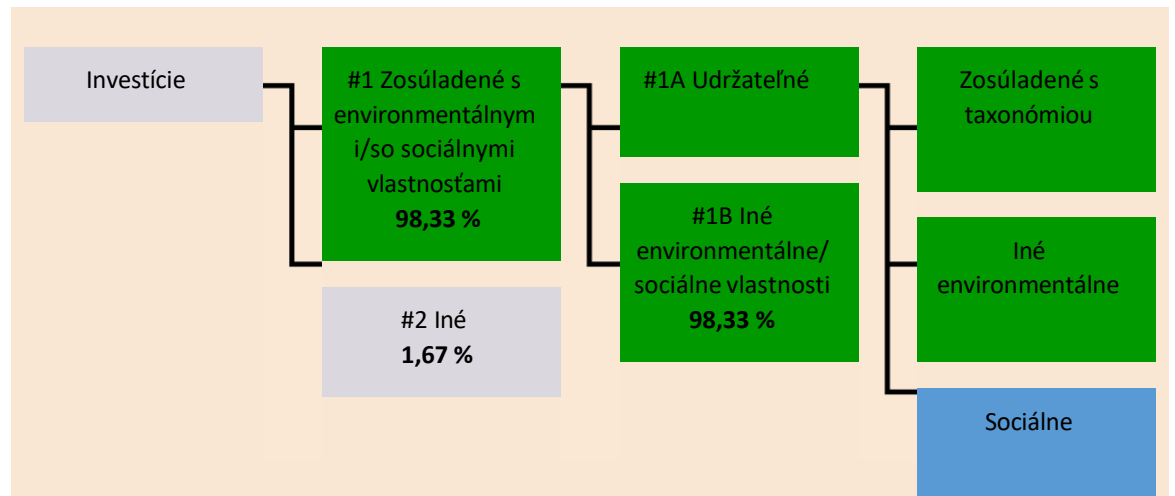 Investície
#1 Zosúladené s
environmentálnym
i/so sociálnymi
vlastnosťami
98,33 %
#2 Iné
1,67 %
#1A Udržateľné
#1B Iné
environmentálne/
sociálne vlastnosti
98,33 %
Zosúladené s
taxonómiou
Iné
environmentálne
Sociálne